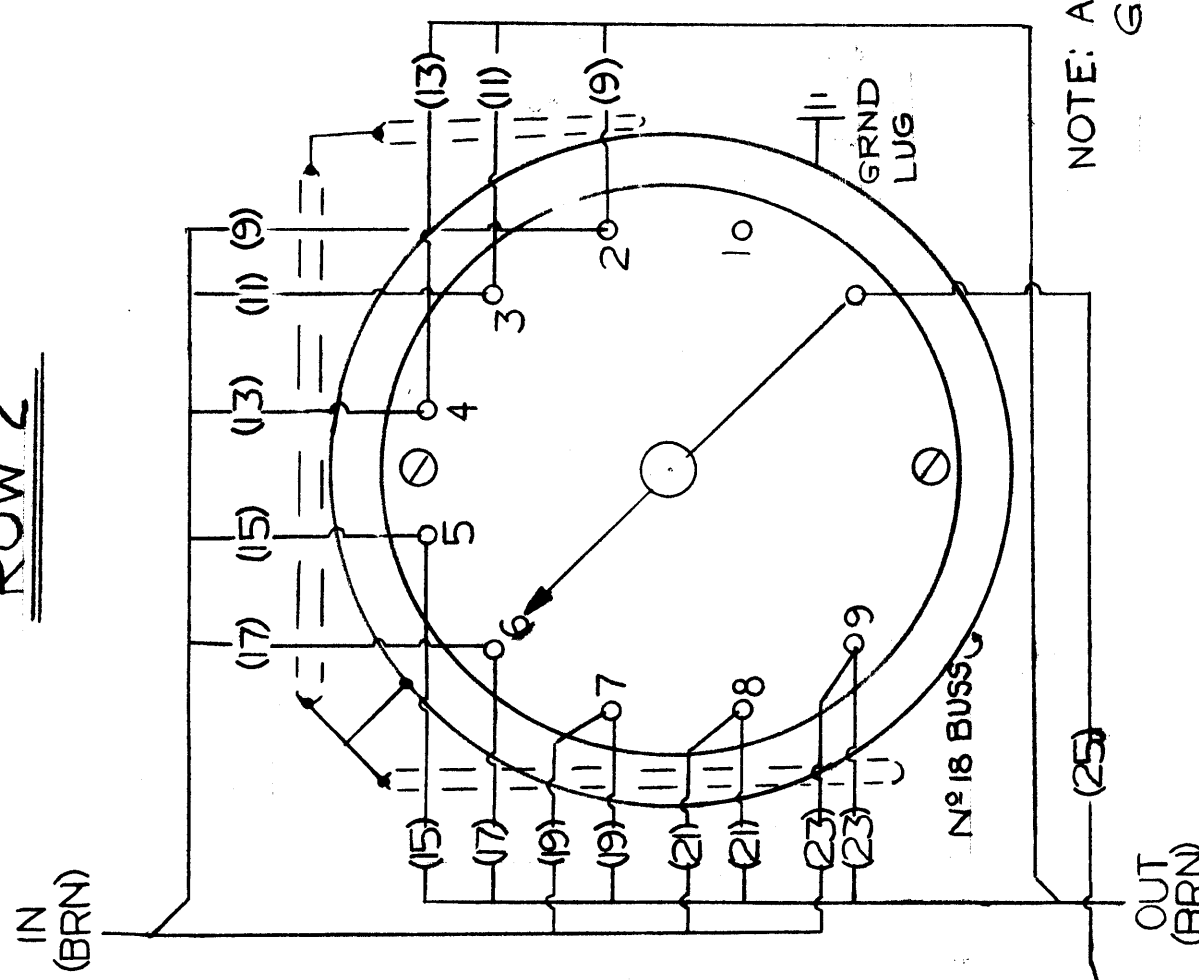 ROW 2
IN
(BRN)
(9)
(11)
(13)
(15)
(17)
(13)
(11)
(9)
GRND
LUG
NOTE: A
G
1
2
3
4
5
6
7
8
9
(15)
(17)
(19)
(19)
(21)
(21)
(23)
(23)
Nº 18 BUSS
(25)
OUT
(BRN)